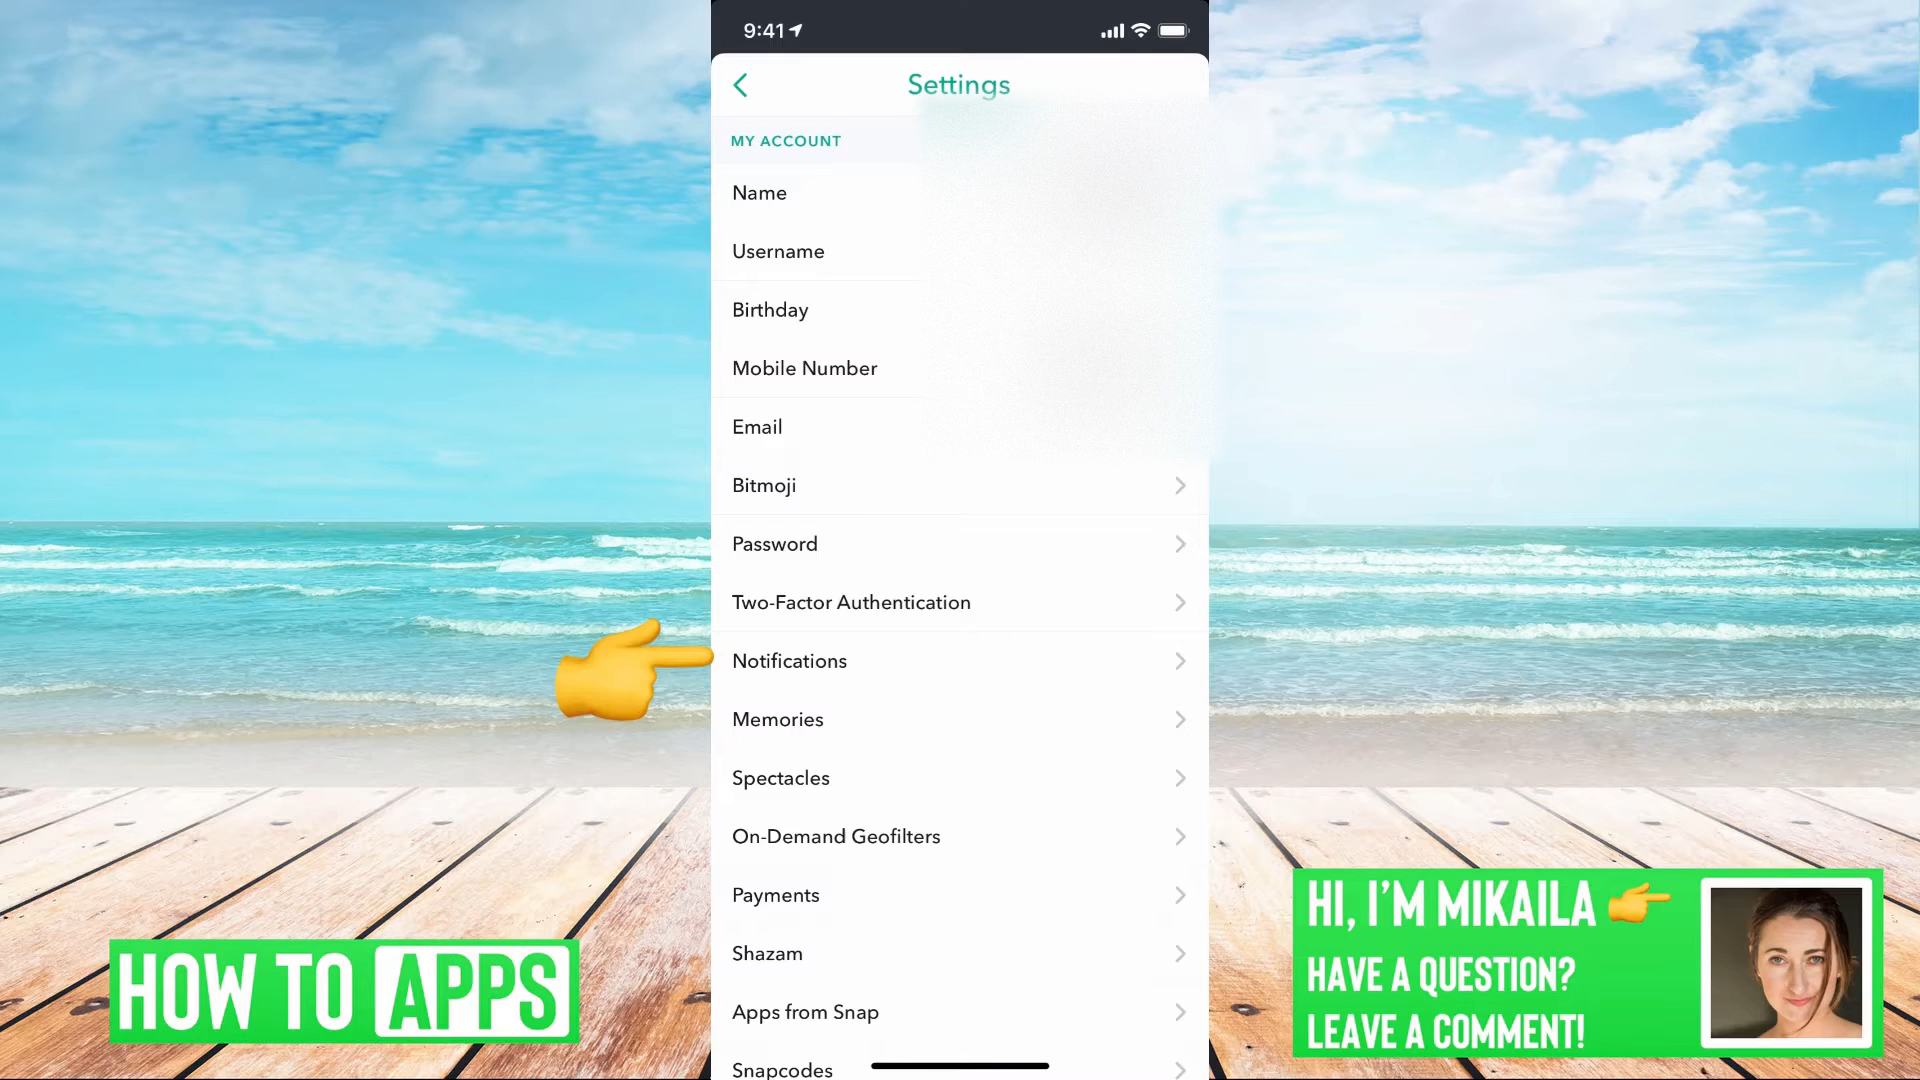 9:41
Settings
MY ACCOUNT
Name
Username
Birthday
Mobile Number
Email
Bitmoji
Password
Two-Factor Authentication
Notifications
Memories
Spectacles
On-Demand Geofilters
Payments
Shazam
Apps from Snap
Snapcodes
HOW TO APPS
HI, I'M MIKAILA
HAVE A QUESTION?
LEAVE A COMMENT!